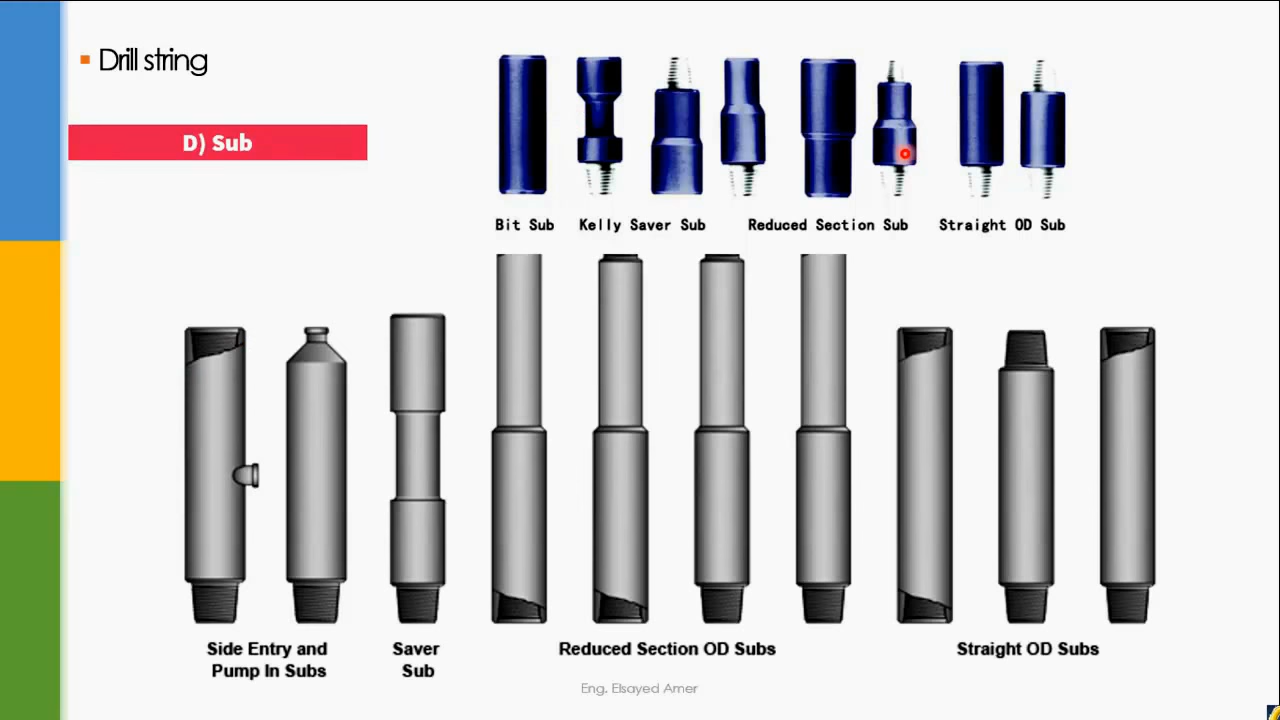 Drill string
D) Sub
Bit Sub
Kelly Saver Sub
Reduced Section Sub
Straight OD Sub
Side Entry and
Pump In Subs
Saver
Sub
Reduced Section OD Subs
Straight OD Subs
Eng. Elsayed Amer